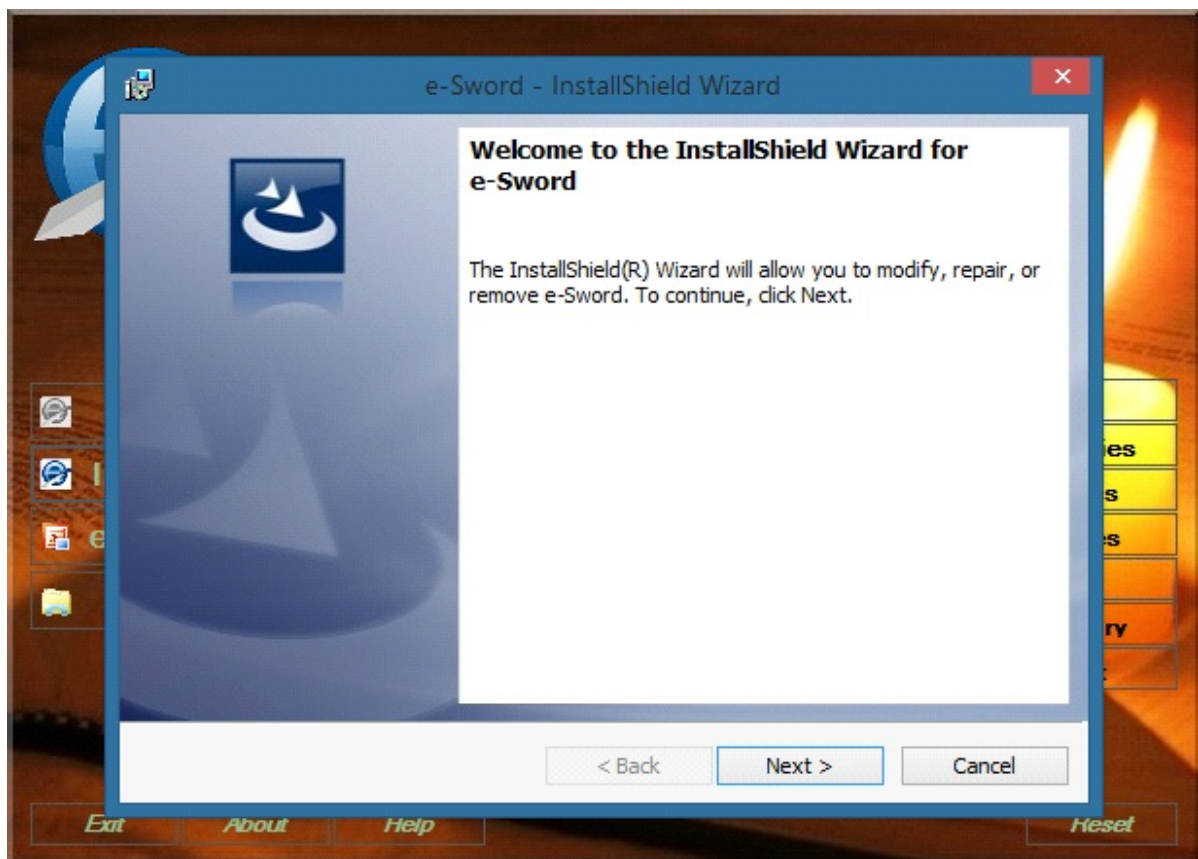 e-Sword - InstallShield Wizard
Welcome to the InstallShield Wizard for
e-Sword
The InstallShield(R) Wizard will allow you to modify, repair, or
remove e-Sword. To continue, click Next.
< Back
Next >
Cancel
Exit
About
Help
Reset